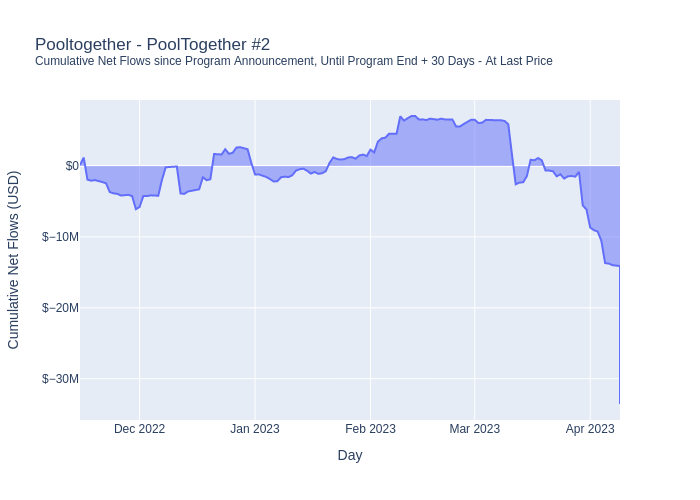 Pooltogether - PoolTogether #2
Cumulative Net Flows since Program Announcement, Until Program End + 30 Days - At Last Price
Cumulative Net Flows (USD)
$0
$−10M
$−20M
$−30M
Dec 2022
Jan 2023
Feb 2023
Mar 2023
Apr 2023
Day